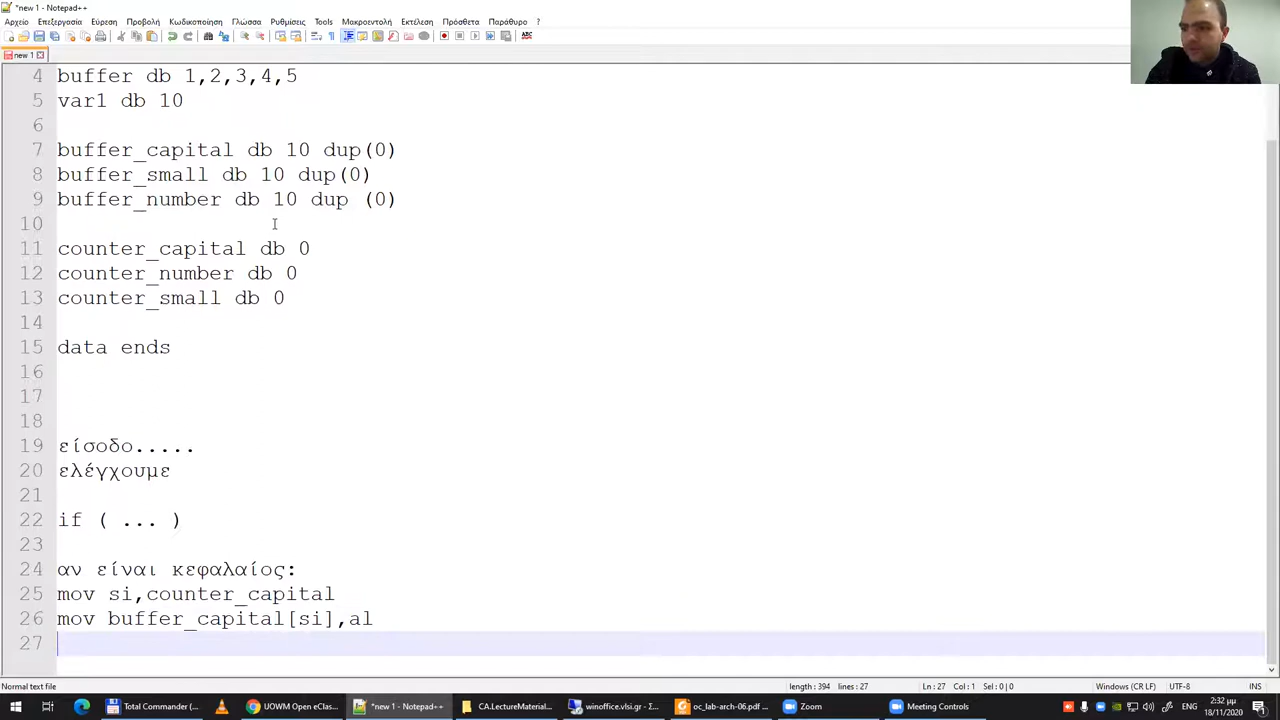 *new 1 - Notepad++
Αρχείο Επεξεργασία Εύρεση Προβολή Κωδικοποίηση Γλώσσα Ρυθμίσεις Tools Μακροεντολή Εκτέλεση Πρόσθετα Παράθυρο ?
new 1
4 buffer db 1,2,3,4,5
5 var1 db 10
6
7 buffer_capital db 10 dup(0)
8 buffer_small db 10 dup(0)
9 buffer_number db 10 dup (0)
10
11 counter_capital db 0
12 counter_number db 0
13 counter_small db 0
14
15 data ends
16
17
18
19 είσοδο.....
20 ελέγχουμε
21
22 if ( ... )
23
24 αν είναι κεφαλαίος:
25 mov si,counter_capital
26 mov buffer_capital[si],al
27
Normal text file length : 394 lines : 27 Ln : 27 Col : 1 Sel : 0 | 0 Windows (CR LF) UTF-8 INS
Total Commander (... UOWM Open eClass... *new 1 - Notepad++ CA.LectureMaterial... winoffice.vlsi.gr - ... oc_lab-arch-06.pdf ... Zoom Meeting Controls 2:32 μμ
18/11/2020